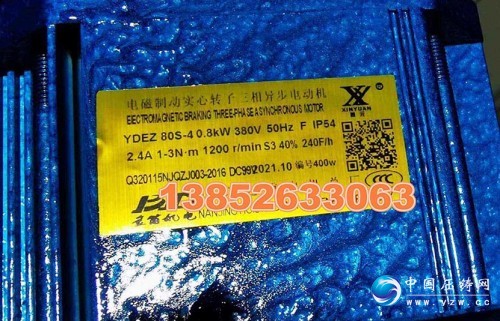 电磁制动实心转子三相异步电动机
ELECTROMAGNETIC BRAKING THREE-PHASE ASYNCHRONOUS MOTOR
XINYUAN
YDEZ 80S-4 0.8kW 380V 50Hz F IP54
2.4A 1-3N·m 1200 r/min S3 40% 240F/h
Q320115NJQZJ003-2016 DC99V 2021.10 编号400w
13852633063
NANJING
中国压铸网
www.yzw.cc